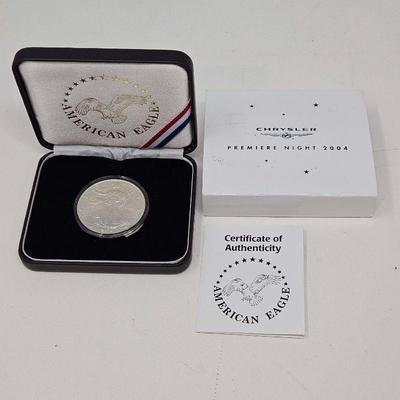 AMERICAN EAGLE
CHRYSLER
PREMIERE NIGHT 2004
Certificate of
Authenticity
AMERICAN EAGLE